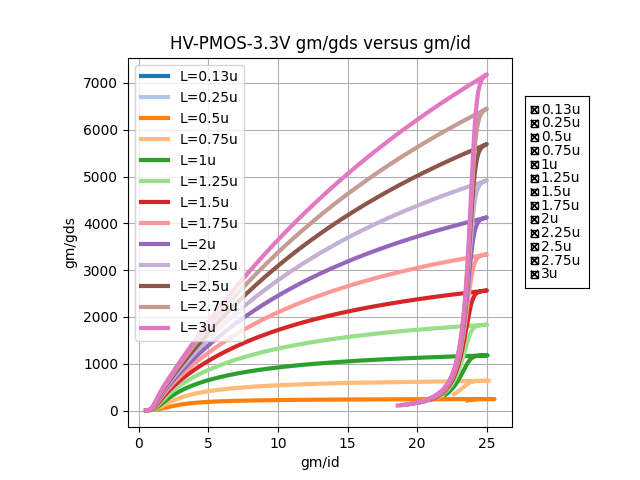 HV-PMOS-3.3V gm/gds versus gm/id
gm/gds
7000
6000
5000
4000
3000
2000
1000
0
L=0.13u
L=0.25u
L=0.5u
L=0.75u
L=1u
L=1.25u
L=1.5u
L=1.75u
L=2u
L=2.25u
L=2.5u
L=2.75u
L=3u
0.13u
0.25u
0.5u
0.75u
1u
1.25u
1.5u
1.75u
2u
2.25u
2.5u
2.75u
3u
0 5 10 15 20 25
gm/id